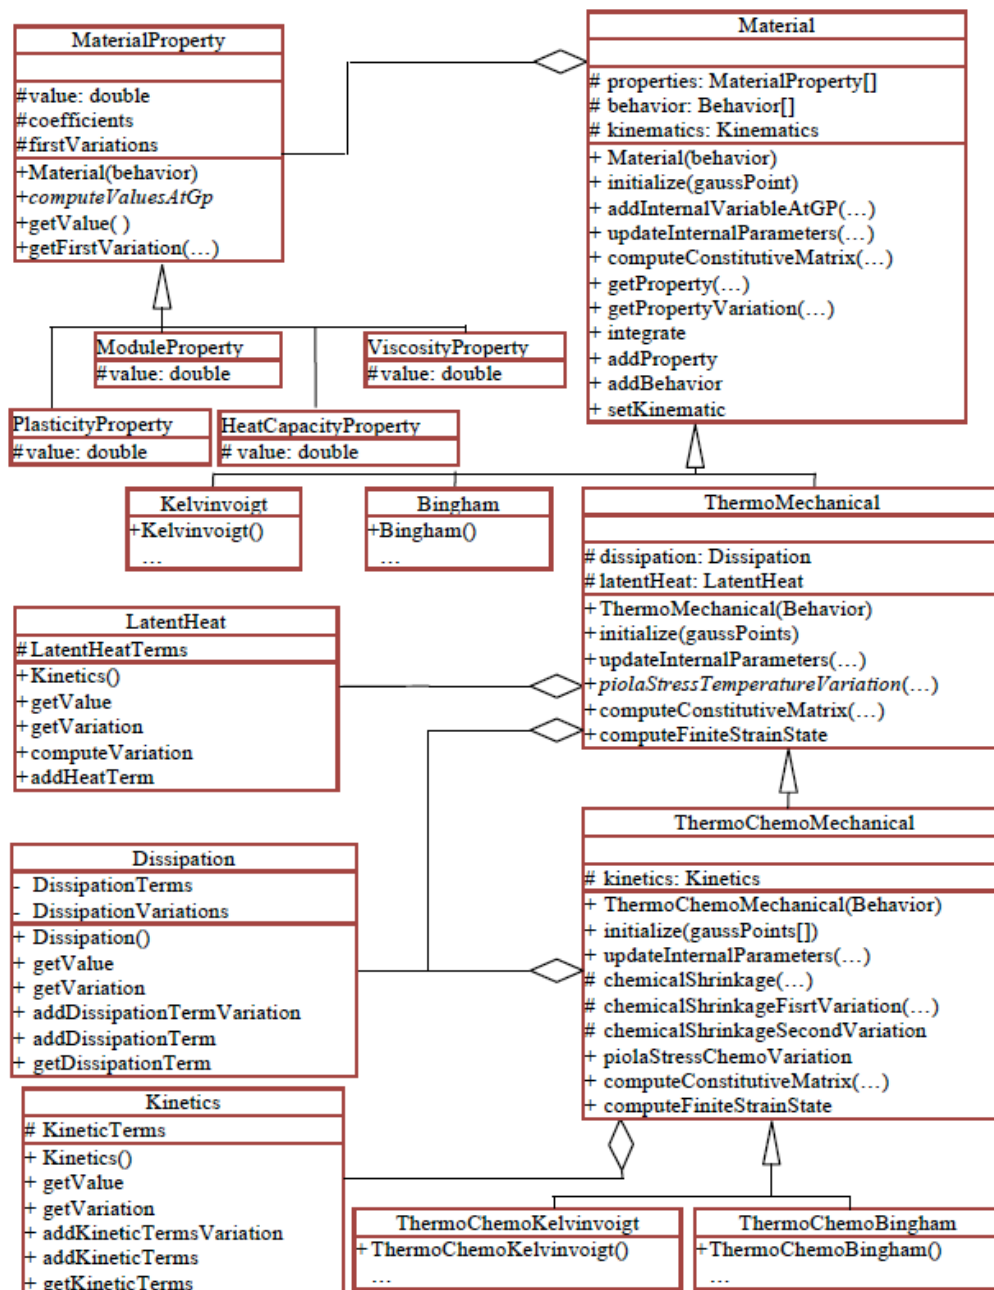 MaterialProperty
#value: double
#coefficients
#firstVariations
+Material(behavior)
+computeValuesAtGp
+getValue( )
+getFirstVariation(…)
Material
# properties: MaterialProperty[]
# behavior: Behavior[]
# kinematics: Kinematics
+ Material(behavior)
+ initialize(gaussPoint)
+ addInternalVariableAtGP(…)
+ updateInternalParameters(…)
+ computeConstitutiveMatrix(…)
+ getProperty(…)
+ getPropertyVariation(…)
+ integrate
+ addProperty
+ addBehavior
+ setKinematic
ModuleProperty
#value: double
ViscosityProperty
#value: double
PlasticityProperty
#value: double
HeatCapacityProperty
# value: double
Kelvinvoigt
+Kelvinvoigt()
…
Bingham
+Bingham()
…
ThermoMechanical
# dissipation: Dissipation
# latentHeat: LatentHeat
+ThermoMechanical(Behavior)
+initialize(gaussPoints)
+updateInternalParameters(…)
+piolaStressTemperatureVariation(…)
+computeConstitutiveMatrix(…)
+computeFiniteStrainState
LatentHeat
#LatentHeatTerms
+Kinetics()
+getValue
+getVariation
+computeVariation
+addHeatTerm
ThermoChemoMechanical
# kinetics: Kinetics
+ ThermoChemoMechanical(Behavior)
+ initialize(gaussPoints[])
+ updateInternalParameters(…)
# chemicalShrinkage(…)
# chemicalShrinkageFisrtVariation(…)
# chemicalShrinkageSecondVariation
+ piolaStressChemoVariation
+ computeConstitutiveMatrix(…)
+ computeFiniteStrainState
Dissipation
- DissipationTerms
- DissipationVariations
+ Dissipation()
+ getValue
+ getVariation
+ addDissipationTermVariation
+ addDissipationTerm
+ getDissipationTerm
Kinetics
# KineticTerms
+ Kinetics()
+ getValue
+ getVariation
+ addKineticTermsVariation
+ addKineticTerms
+ getKineticTerms
ThermoChemoKelvinvoigt
+ThermoChemoKelvinvoigt()
…
ThermoChemoBingham
+ThermoChemoBingham()
…